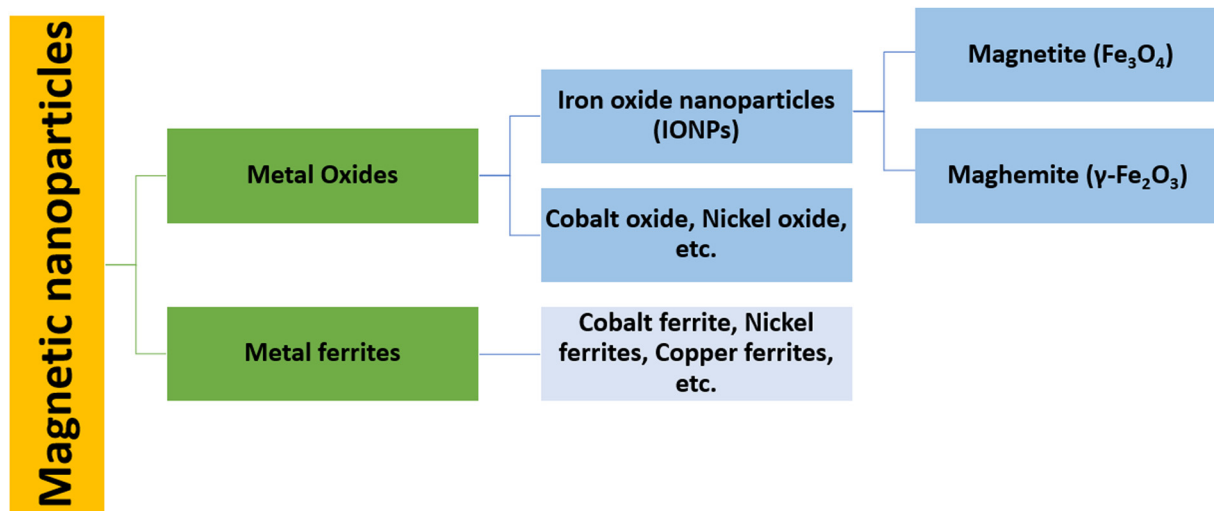 Magnetic nanoparticles
Metal Oxides
Iron oxide nanoparticles
(IONPs)
Magnetite (Fe₃O₄)
Maghemite (γ-Fe₂O₃)
Cobalt oxide, Nickel oxide,
etc.
Metal ferrites
Cobalt ferrite, Nickel
ferrites, Copper ferrites,
etc.